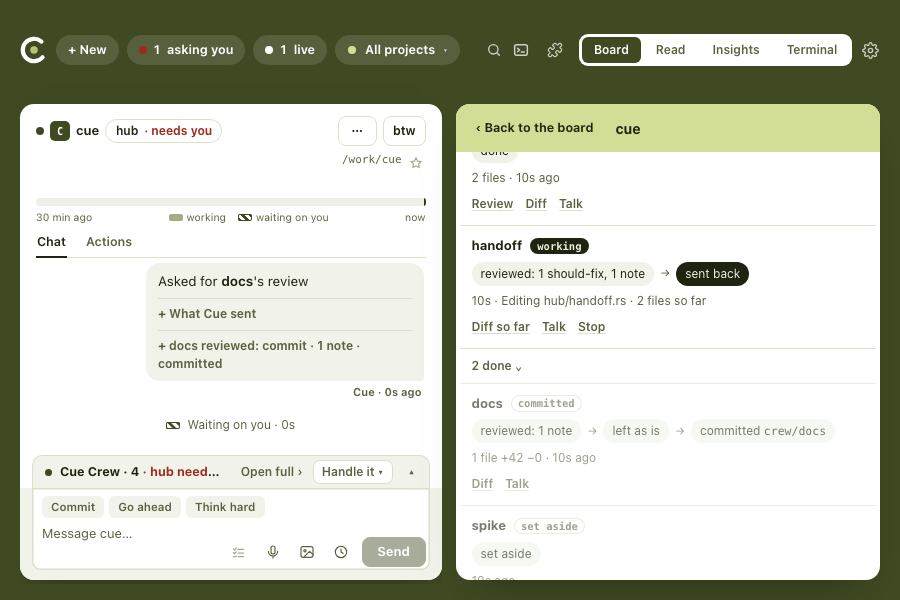 + New
1 asking you
1 live
All projects
Board
Read
Insights
Terminal
C
cue
hub · needs you
···
btw
/work/cue
30 min ago
working
waiting on you
now
Chat
Actions
Asked for docs's review
+ What Cue sent
+ docs reviewed: commit · 1 note ·
committed
Cue · 0s ago
Waiting on you · 0s
Cue Crew · 4 · hub need...
Open full ›
Handle it
Commit
Go ahead
Think hard
Message cue...
Send
‹ Back to the board
cue
done
2 files · 10s ago
Review Diff Talk
handoff working
reviewed: 1 should-fix, 1 note → sent back
10s · Editing hub/handoff.rs · 2 files so far
Diff so far Talk Stop
2 done
docs committed
reviewed: 1 note → left as is → committed crew/docs
1 file +42 −0 · 10s ago
Diff Talk
spike set aside
set aside
10s ago